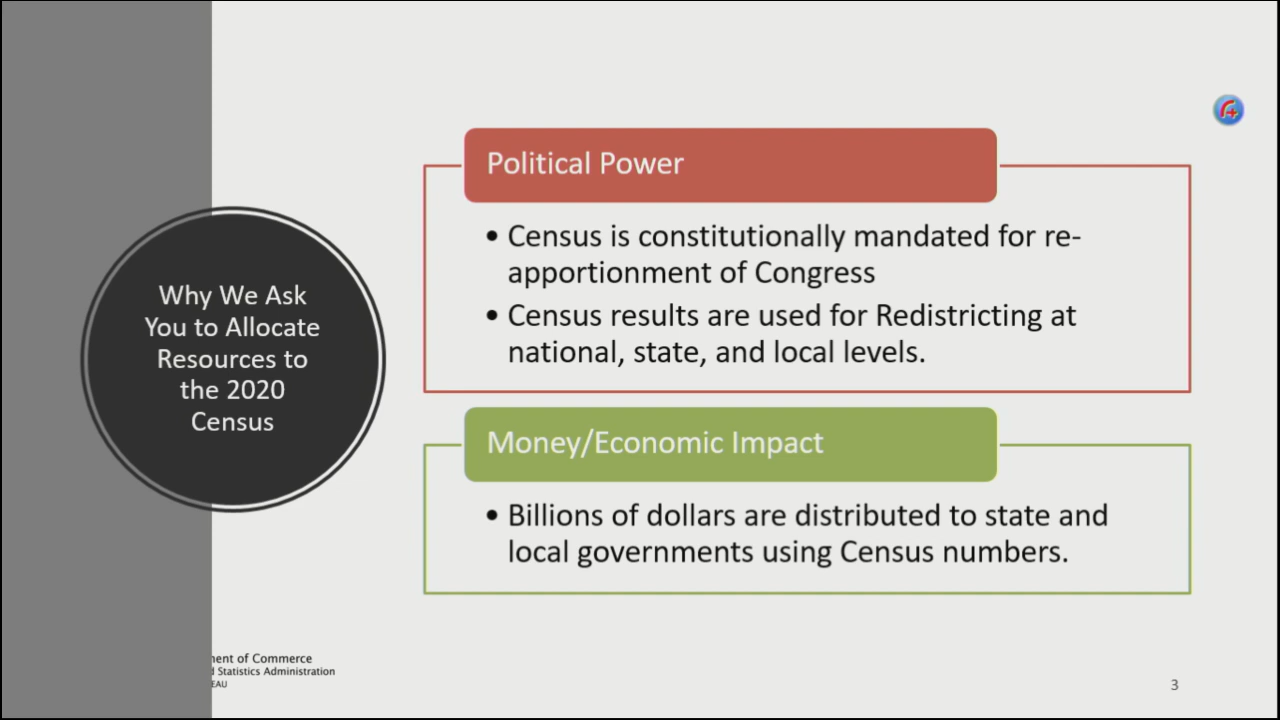 Why We Ask
You to Allocate
Resources to
the 2020
Census
Political Power
• Census is constitutionally mandated for re-
apportionment of Congress
• Census results are used for Redistricting at
national, state, and local levels.
Money/Economic Impact
• Billions of dollars are distributed to state and
local governments using Census numbers.
of Commerce
Statistics Administration
3